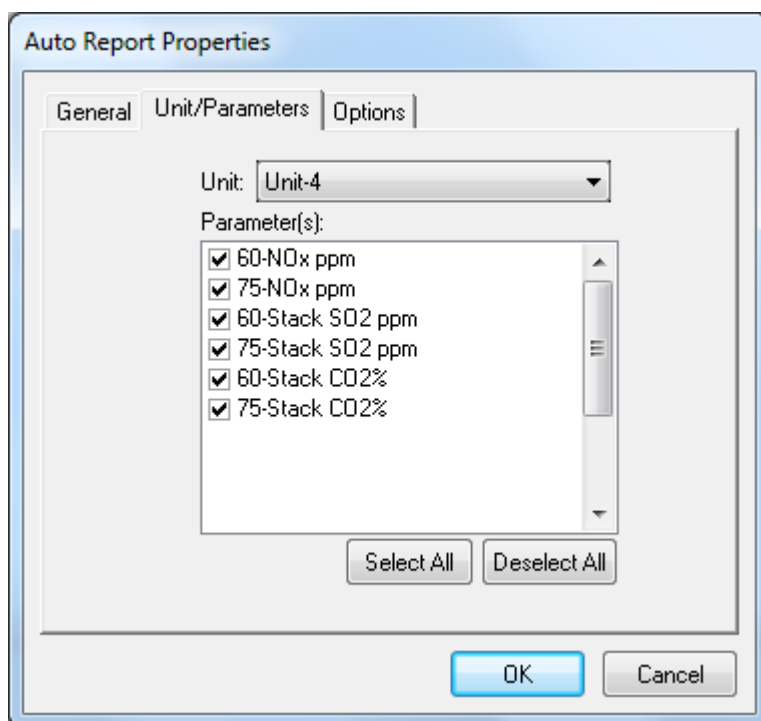 Auto Report Properties
General Unit/Parameters Options
Unit: Unit-4
Parameter(s):
60-NOx ppm
75-NOx ppm
60-Stack SO2 ppm
75-Stack SO2 ppm
60-Stack CO2%
75-Stack CO2%
Select All Deselect All
OK Cancel